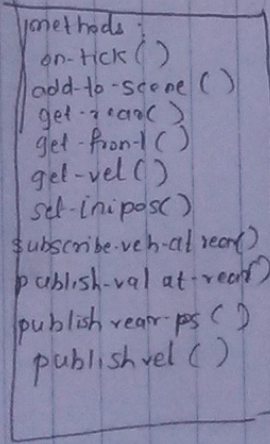 methods:
on-tick()
add-to-scene()
get-rear()
get-front()
get-vel()
set-inipos()
subscribe-veh-at rear()
publish-val at-rear()
publish rear-ps()
publish vel()